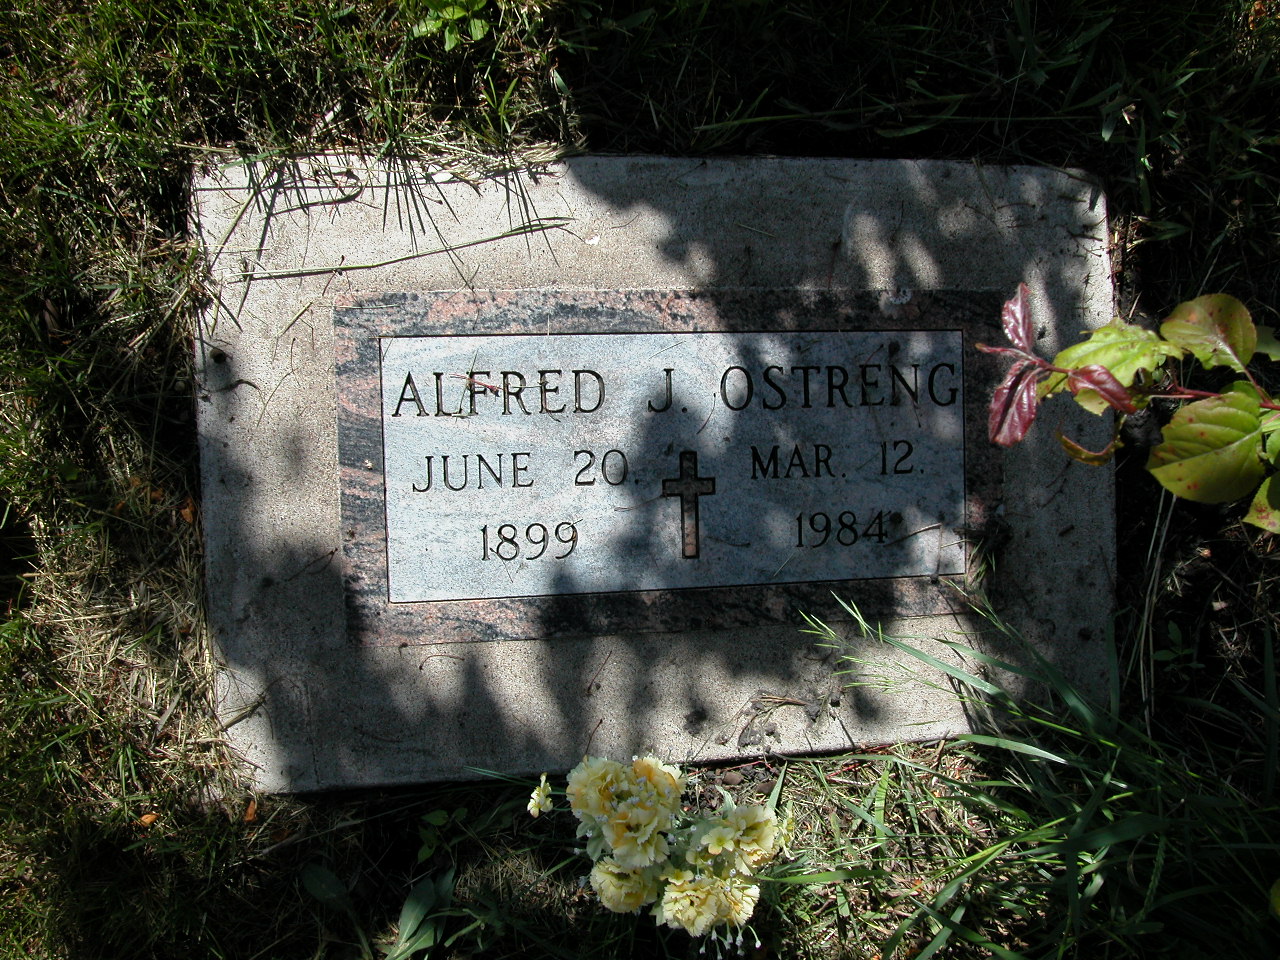 ALFRED J. OSTRENG
JUNE 20. MAR. 12.
1899 1984